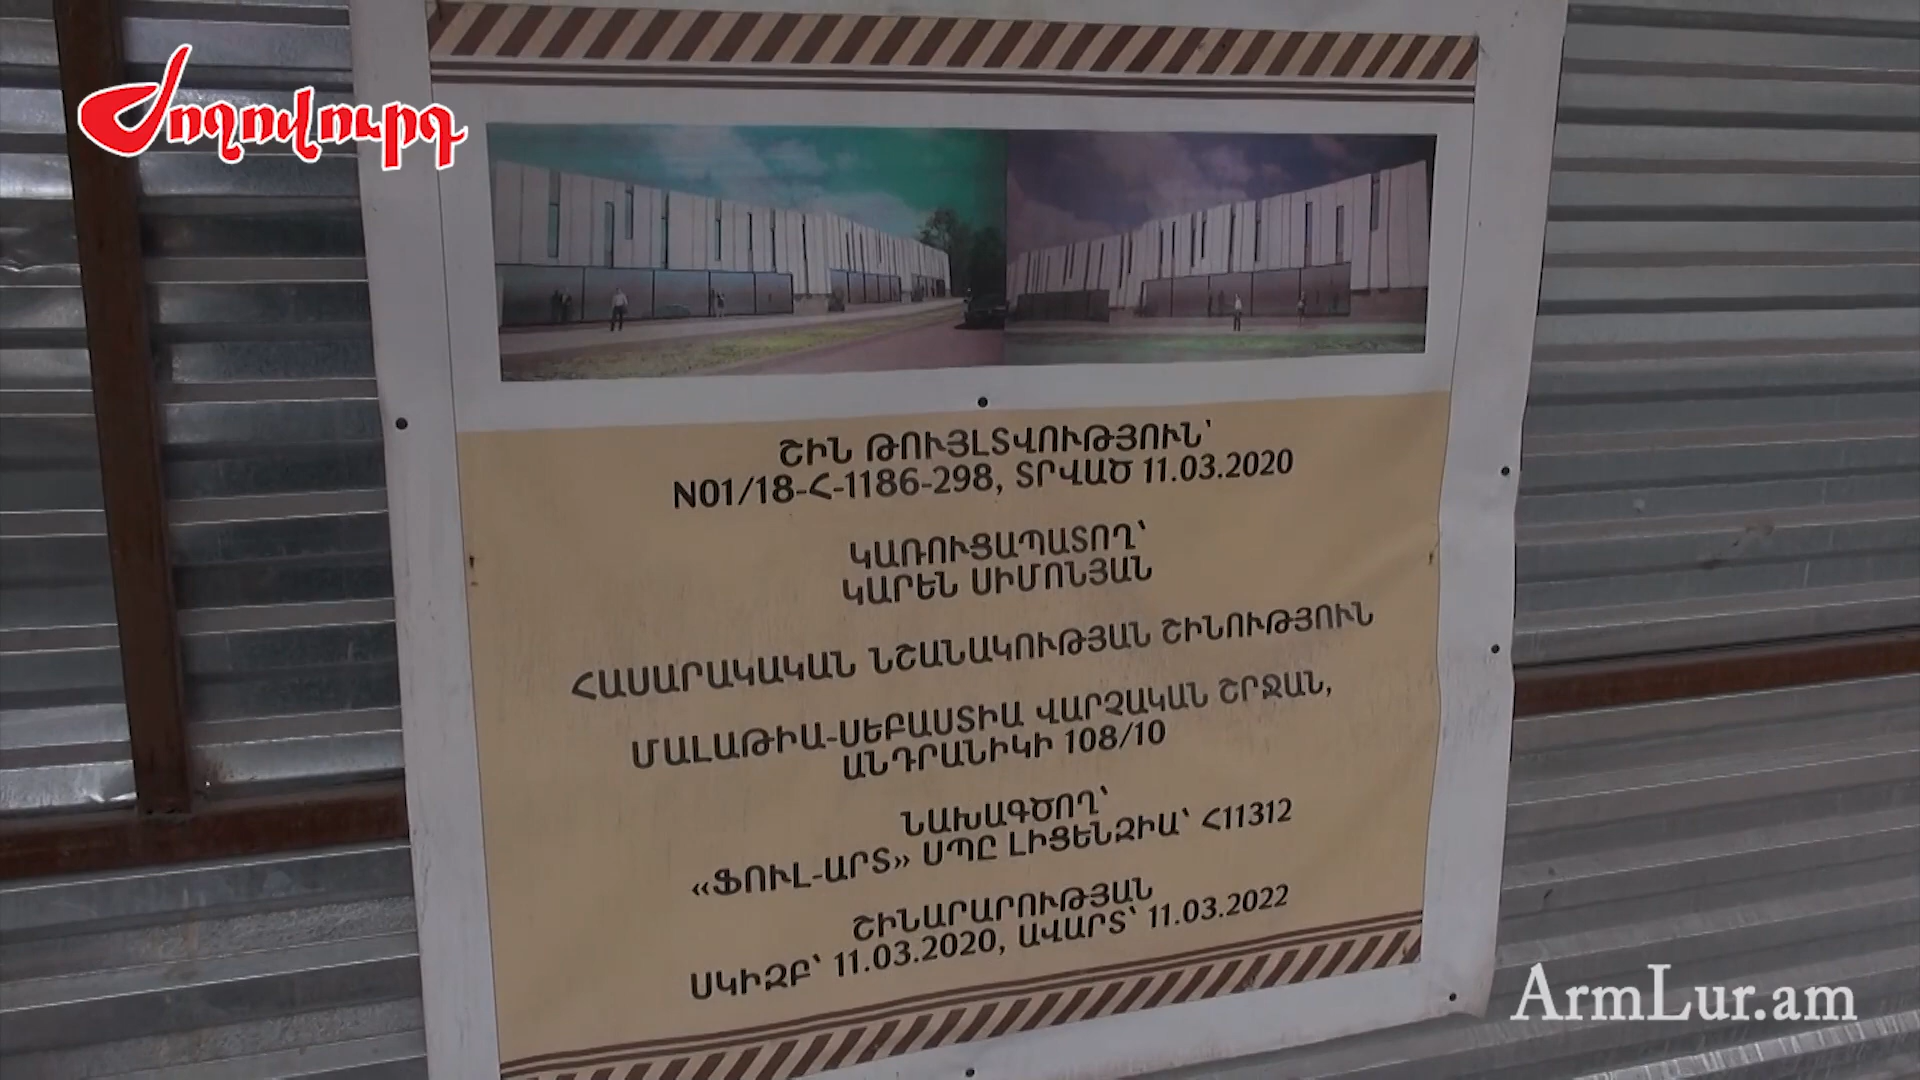 Ժողովուրդ
ՇԻՆ ԹՈՒՅԼՏՎՈՒԹՅՈՒՆ՝
N01/18-Հ-1186-298, ՏՐՎԱԾ 11.03.2020
ԿԱՌՈՒՑԱՊԱՏՈՂ՝
ԿԱՐԵՆ ՍԻՄՈՆՅԱՆ
ՀԱՍԱՐԱԿԱԿԱՆ ՆՇԱՆԱԿՈՒԹՅԱՆ ՇԻՆՈՒԹՅՈՒՆ
ՄԱԼԱԹԻԱ-ՍԵԲԱՍՏԻԱ ՎԱՐՉԱԿԱՆ ՇՐՋԱՆ,
ԱՆԴՐԱՆԻԿԻ 108/10
ՆԱԽԱԳԾՈՂ՝
«ՖՈՒԼ-ԱՐՏ» ՍՊԸ ԼԻՑԵՆԶԻԱ՝ Հ11312
ՇԻՆԱՐԱՐՈՒԹՅԱՆ
ՍԿԻԶԲ՝ 11.03.2020, ԱՎԱՐՏ՝ 11.03.2022
ArmLur.am